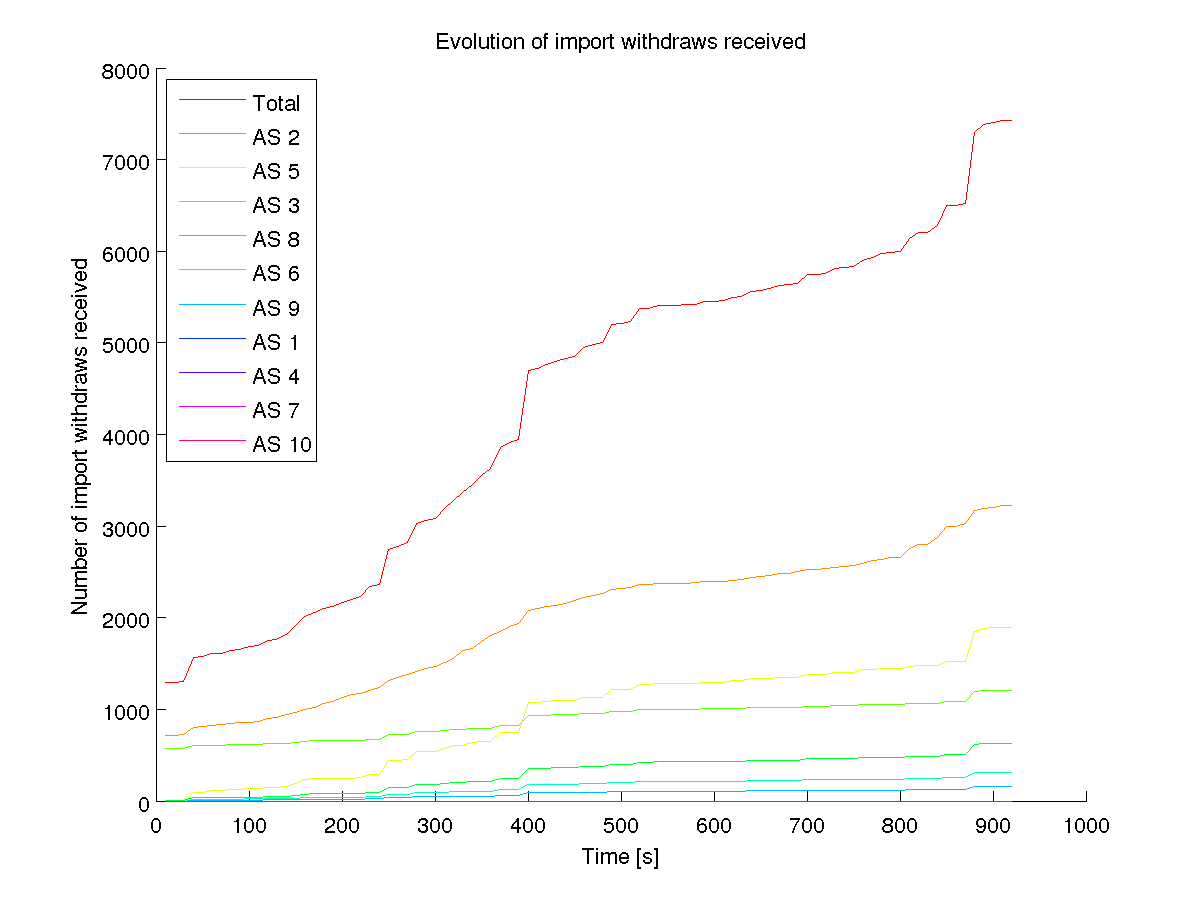 Evolution of import withdraws received
8000
7000
6000
5000
4000
3000
2000
1000
0
Number of import withdraws received
Total
AS 2
AS 5
AS 3
AS 8
AS 6
AS 9
AS 1
AS 4
AS 7
AS 10
0 100 200 300 400 500 600 700 800 900 1000
Time [s]